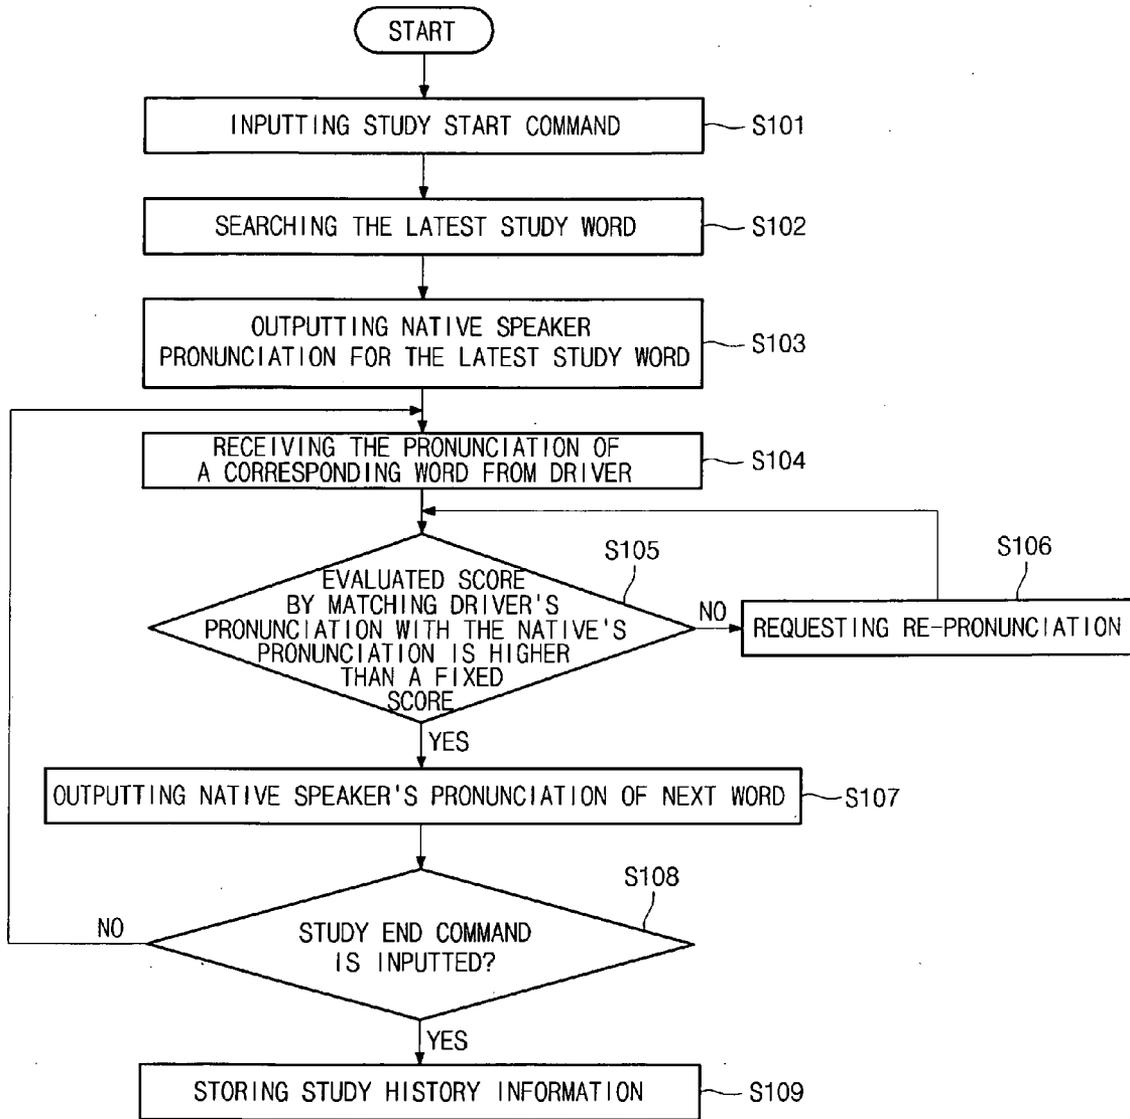 START
INPUTTING STUDY START COMMAND
S101
SEARCHING THE LATEST STUDY WORD
S102
OUTPUTTING NATIVE SPEAKER
PRONUNCIATION FOR THE LATEST STUDY WORD
S103
RECEIVING THE PRONUNCIATION OF
A CORRESPONDING WORD FROM DRIVER
S104
S105
EVALUATED SCORE
BY MATCHING DRIVER'S
PRONUNCIATION WITH THE NATIVE'S
PRONUNCIATION IS HIGHER
THAN A FIXED
SCORE
NO
S106
REQUESTING RE-PRONUNCIATION
YES
OUTPUTTING NATIVE SPEAKER'S PRONUNCIATION OF NEXT WORD
S107
S108
NO
STUDY END COMMAND
IS INPUTTED?
YES
STORING STUDY HISTORY INFORMATION
S109